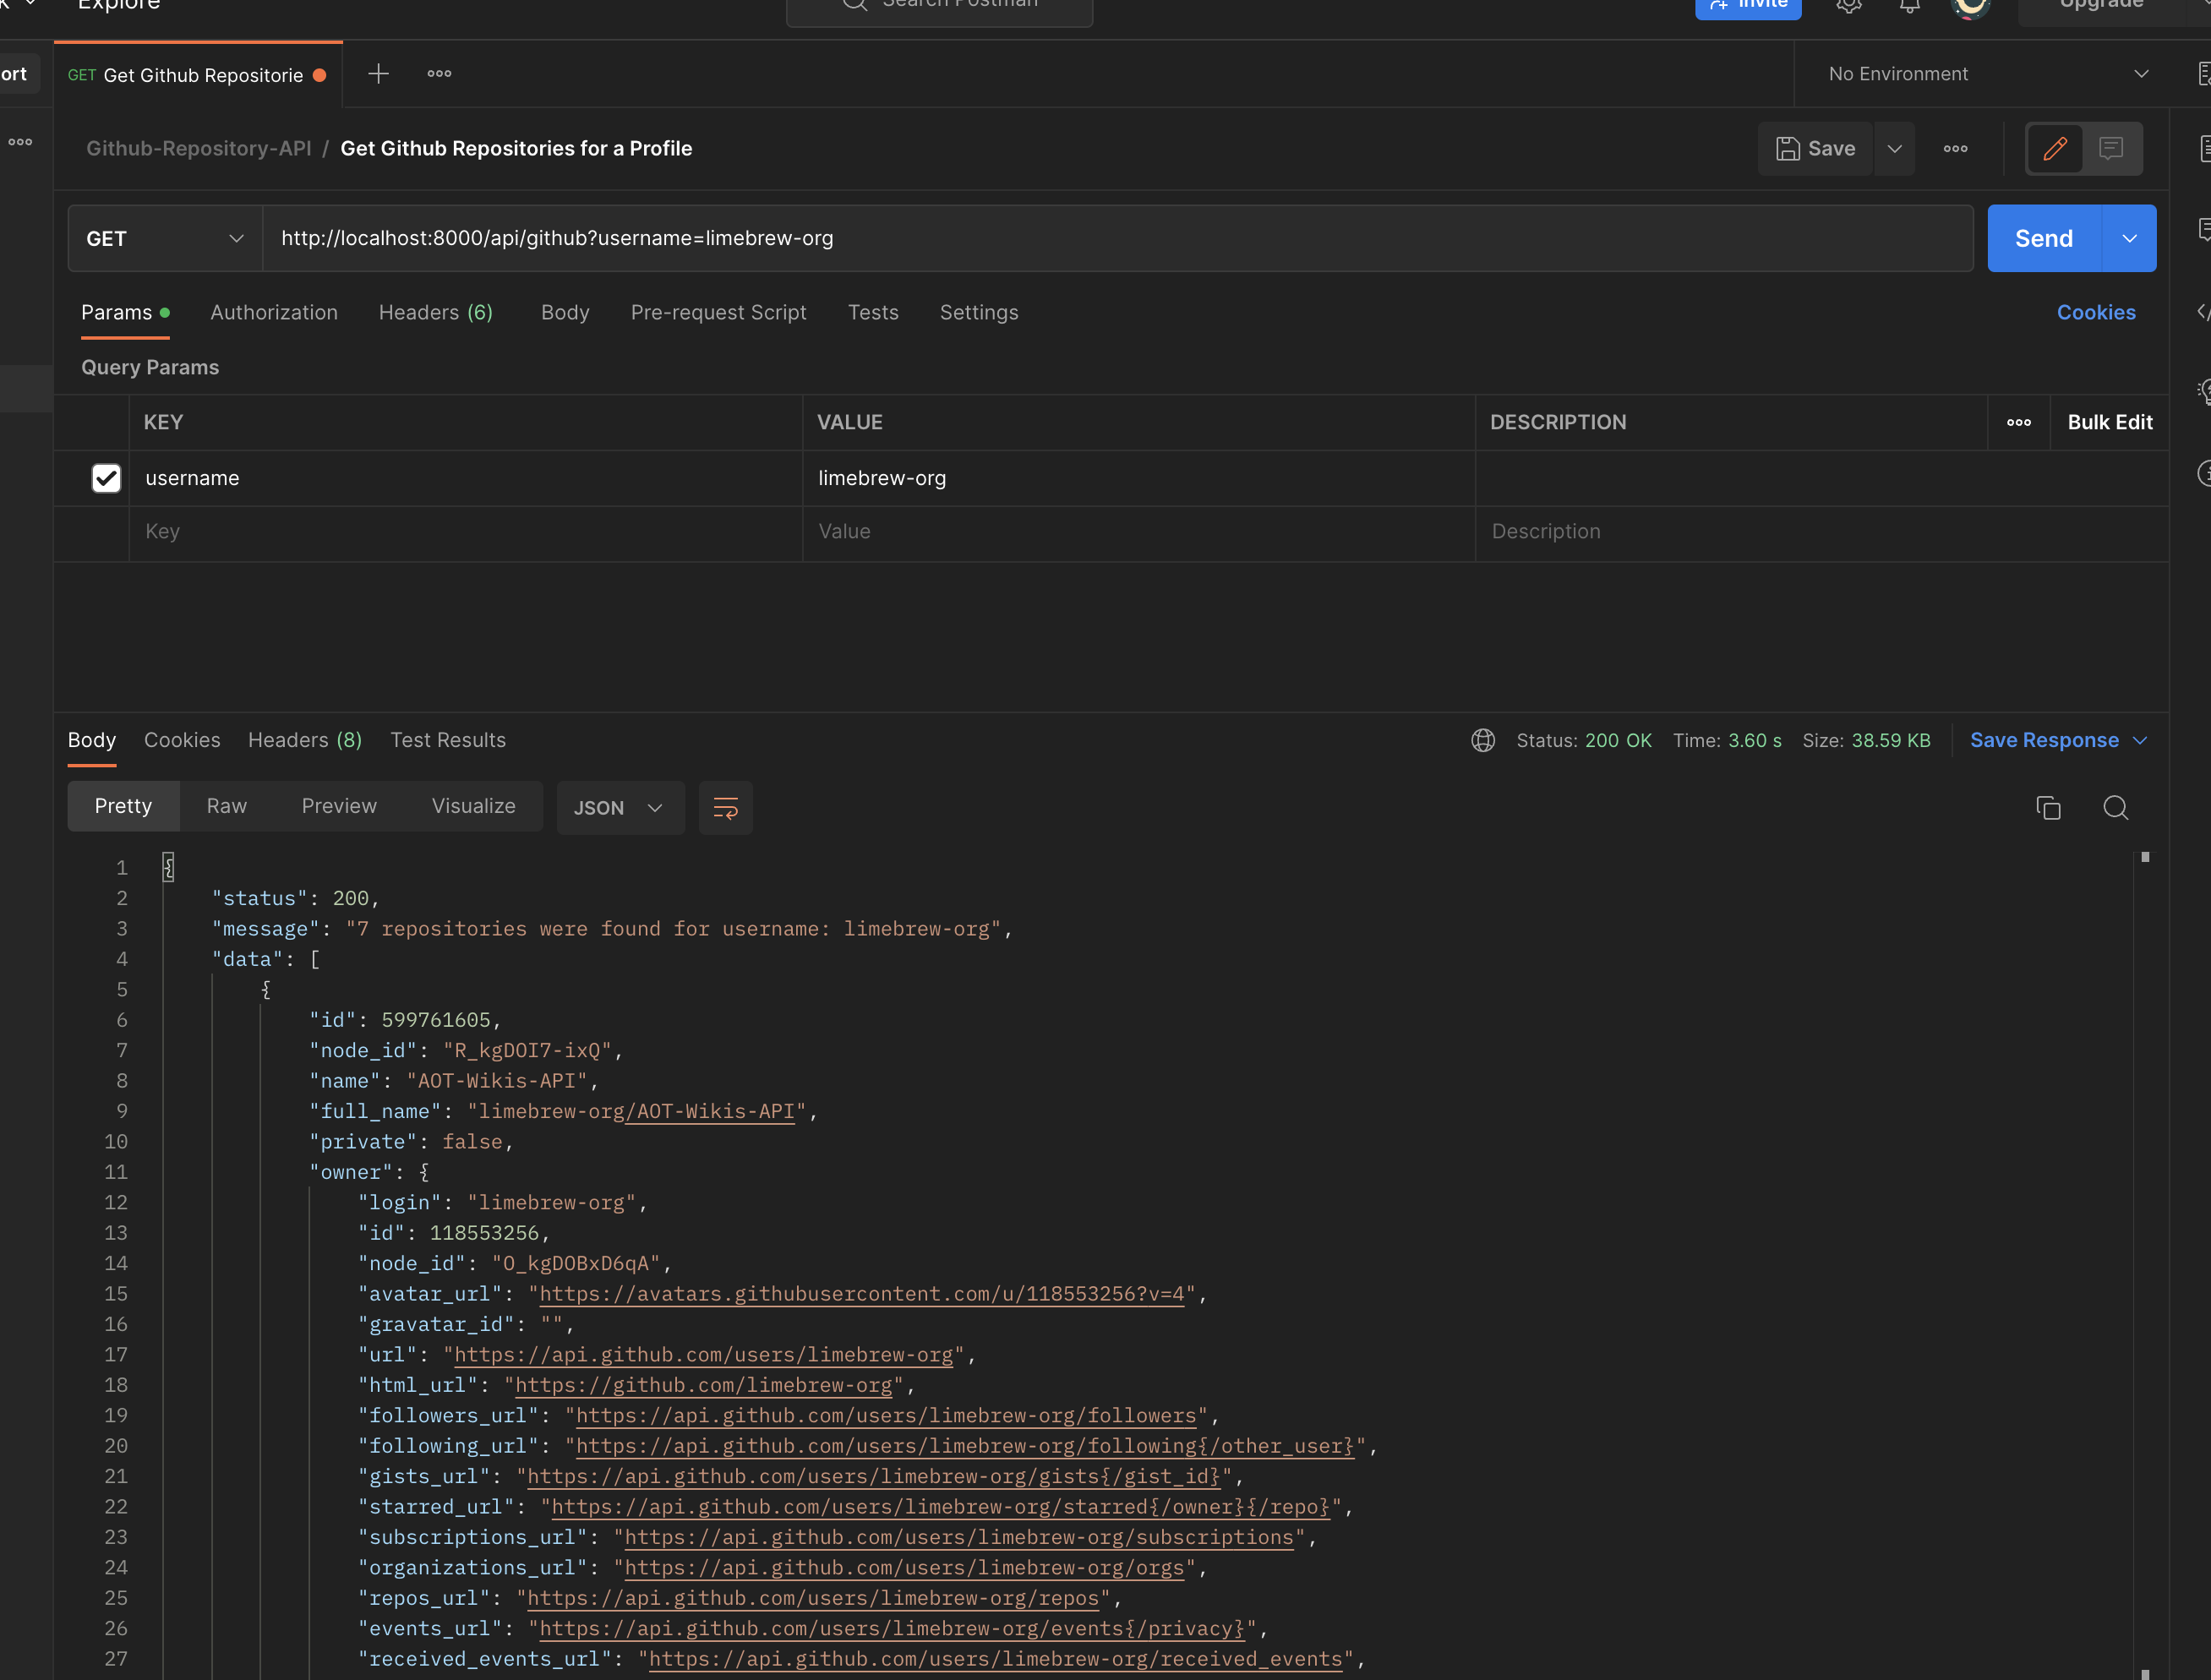 Explore
Search Postman
Invite
Upgrade
ort
GET Get Github Repositorie
No Environment
Github-Repository-API / Get Github Repositories for a Profile
Save
GET
http://localhost:8000/api/github?username=limebrew-org
Send
Params
Authorization
Headers (6)
Body
Pre-request Script
Tests
Settings
Cookies
Query Params
KEY
VALUE
DESCRIPTION
Bulk Edit
username
limebrew-org
Key
Value
Description
Body
Cookies
Headers (8)
Test Results
Status: 200 OK
Time: 3.60 s
Size: 38.59 KB
Save Response
Pretty
Raw
Preview
Visualize
JSON
1 {
2 "status": 200,
3 "message": "7 repositories were found for username: limebrew-org",
4 "data": [
5 {
6 "id": 599761605,
7 "node_id": "R_kgDOI7-ixQ",
8 "name": "AOT-Wikis-API",
9 "full_name": "limebrew-org/AOT-Wikis-API",
10 "private": false,
11 "owner": {
12 "login": "limebrew-org",
13 "id": 118553256,
14 "node_id": "O_kgDOBxD6qA",
15 "avatar_url": "https://avatars.githubusercontent.com/u/118553256?v=4",
16 "gravatar_id": "",
17 "url": "https://api.github.com/users/limebrew-org",
18 "html_url": "https://github.com/limebrew-org",
19 "followers_url": "https://api.github.com/users/limebrew-org/followers",
20 "following_url": "https://api.github.com/users/limebrew-org/following{/other_user}",
21 "gists_url": "https://api.github.com/users/limebrew-org/gists{/gist_id}",
22 "starred_url": "https://api.github.com/users/limebrew-org/starred{/owner}{/repo}",
23 "subscriptions_url": "https://api.github.com/users/limebrew-org/subscriptions",
24 "organizations_url": "https://api.github.com/users/limebrew-org/orgs",
25 "repos_url": "https://api.github.com/users/limebrew-org/repos",
26 "events_url": "https://api.github.com/users/limebrew-org/events{/privacy}",
27 "received_events_url": "https://api.github.com/users/limebrew-org/received_events",